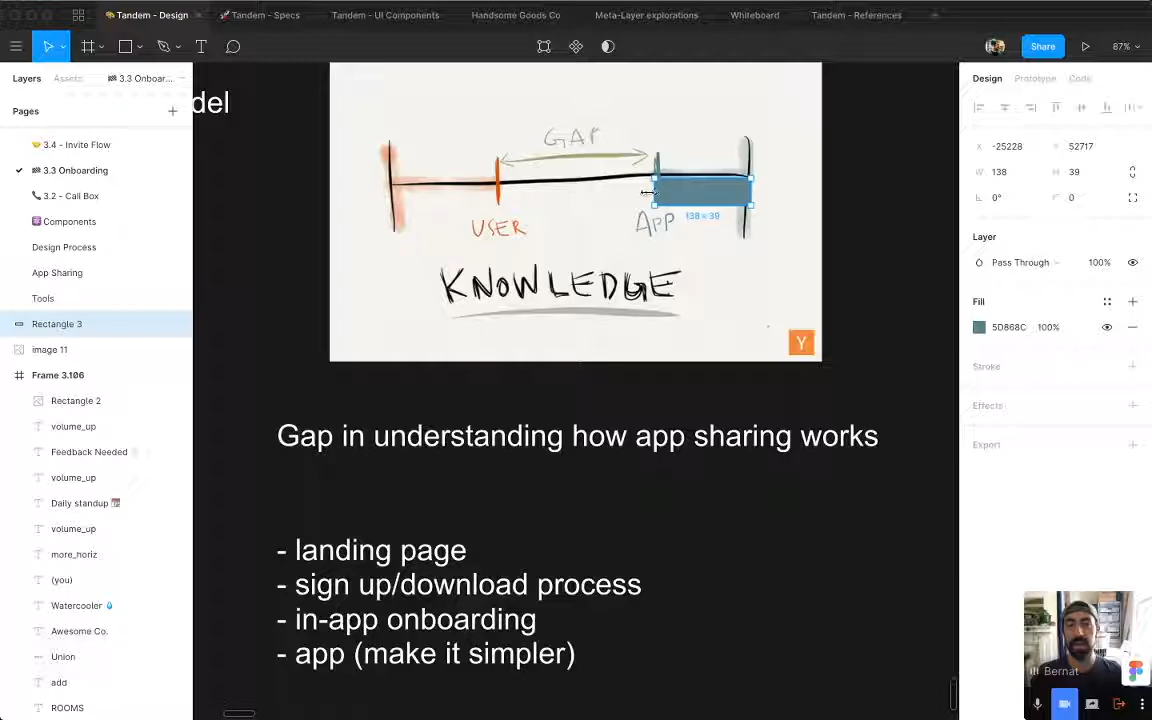 Tandem - Design
Tandem - Specs
Tandem - UI Components
Handsome Goods Co
Meta-Layer explorations
Whiteboard
Tandem - References
Share
87%
Layers
Assets
3.3 Onboar...
Design
Prototype
Code
Pages
3.4 - Invite Flow
3.3 Onboarding
3.2 - Call Box
Components
Design Process
App Sharing
Tools
Rectangle 3
image 11
Frame 3.106
Rectangle 2
volume_up
Feedback Needed
volume_up
Daily standup
volume_up
more_horiz
(you)
Watercooler
Awesome Co.
Union
add
ROOMS
del
GAP
USER
APP
138 × 39
KNOWLEDGE
Y
Gap in understanding how app sharing works
- landing page
- sign up/download process
- in-app onboarding
- app (make it simpler)
X -25228 Y 52717
W 138 H 39
0° 0
Layer
Pass Through 100%
Fill
5D868C 100%
Stroke
Effects
Export
Bernat